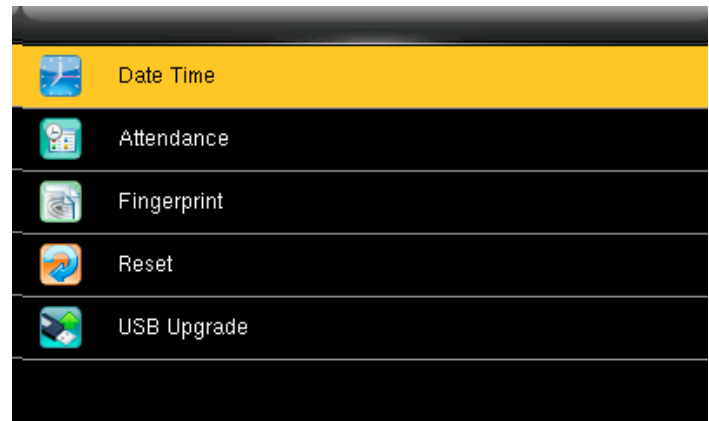 Date Time
Attendance
Fingerprint
Reset
USB Upgrade